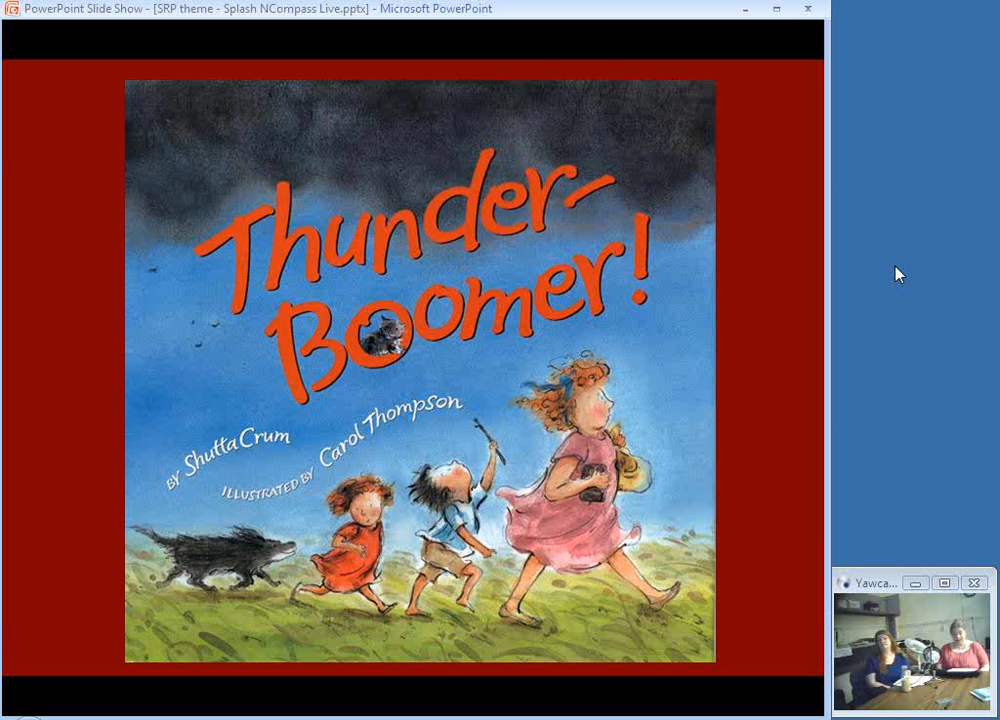 PowerPoint Slide Show - [SRP theme - Splash NCompass Live.pptx] - Microsoft PowerPoint
Thunder-
Boomer!
BY Shutta Crum
ILLUSTRATED BY Carol Thompson
Yawca...